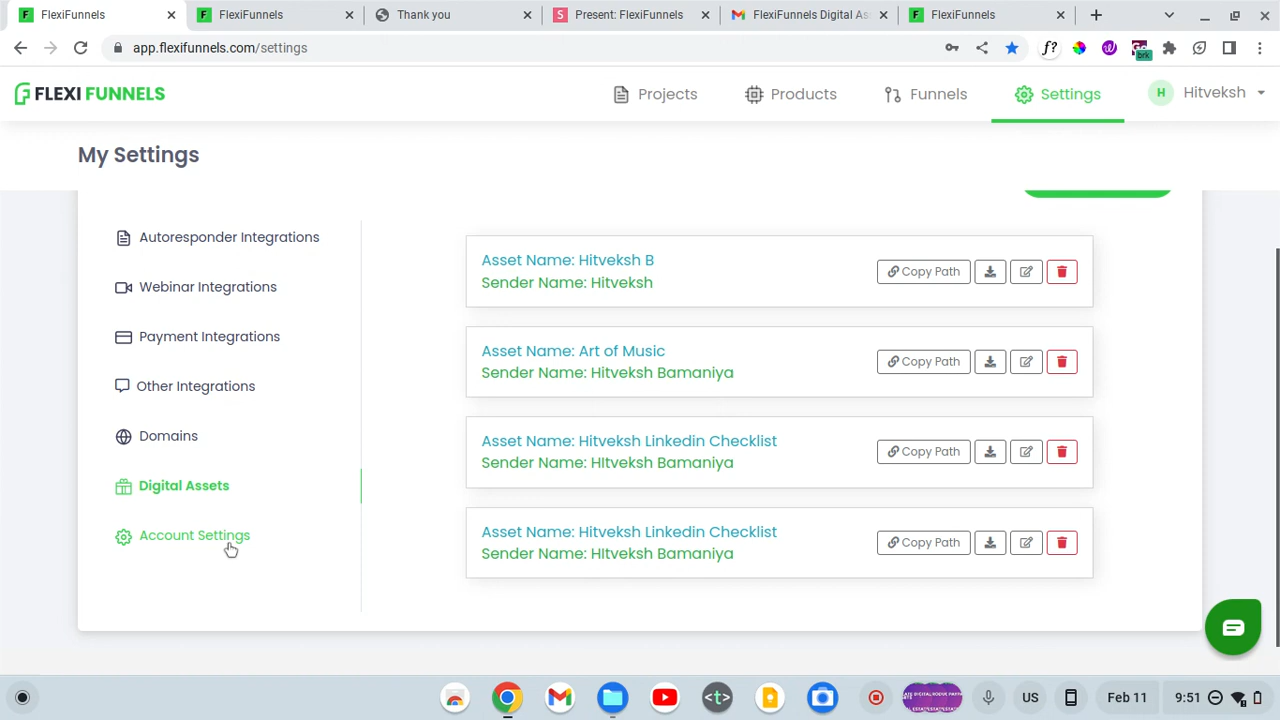 FlexiFunnels
FlexiFunnels
Thank you
Present: FlexiFunnels
FlexiFunnels Digital As
FlexiFunnels
app.flexifunnels.com/settings
brk
FLEXI FUNNELS
Projects
Products
Funnels
Settings
H
Hitveksh
My Settings
Autoresponder Integrations
Webinar Integrations
Payment Integrations
Other Integrations
Domains
Digital Assets
Account Settings
Asset Name: Hitveksh B
Sender Name: Hitveksh
Copy Path
Asset Name: Art of Music
Sender Name: Hitveksh Bamaniya
Copy Path
Asset Name: Hitveksh Linkedin Checklist
Sender Name: HItveksh Bamaniya
Copy Path
Asset Name: Hitveksh Linkedin Checklist
Sender Name: HItveksh Bamaniya
Copy Path
US
Feb 11
9:51